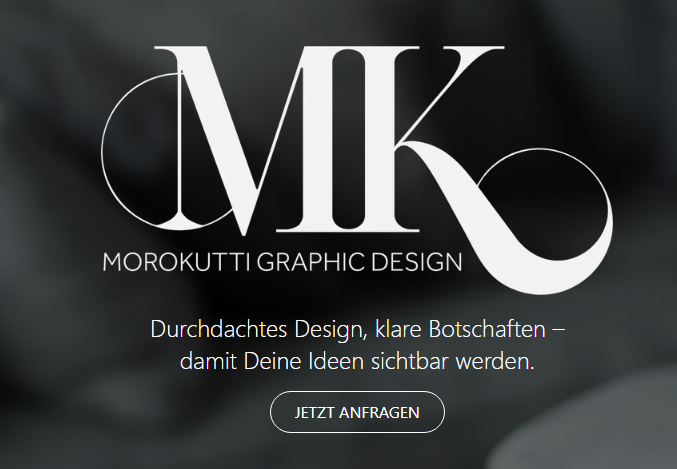 MK
MOROKUTTI GRAPHIC DESIGN
Durchdachtes Design, klare Botschaften –
damit Deine Ideen sichtbar werden.
JETZT ANFRAGEN